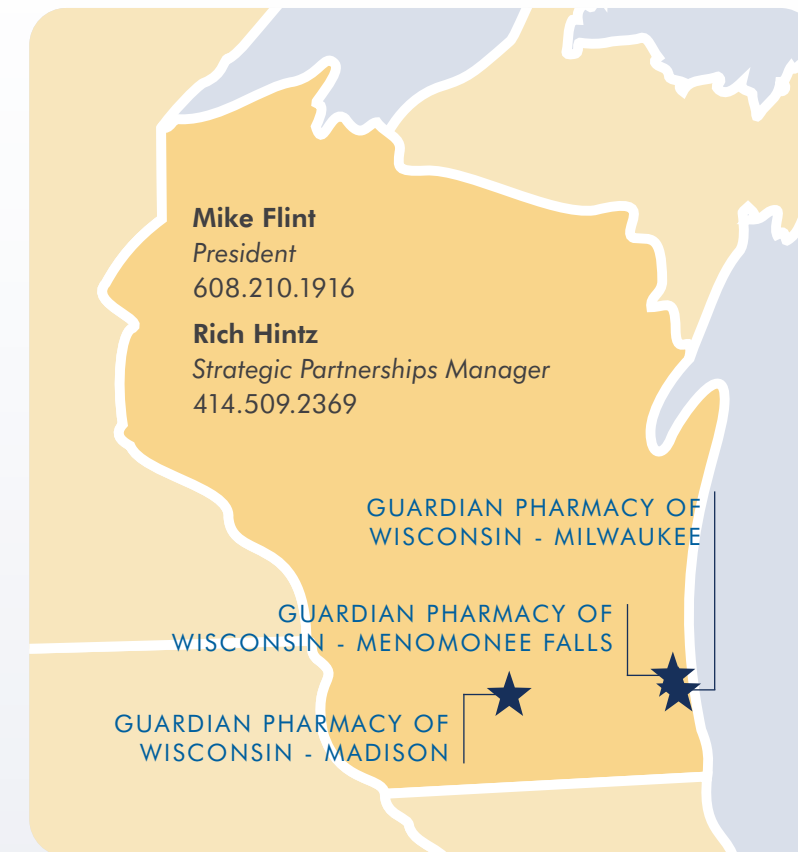 Mike Flint
President
608.210.1916
Rich Hintz
Strategic Partnerships Manager
414.509.2369
GUARDIAN PHARMACY OF
WISCONSIN - MILWAUKEE
GUARDIAN PHARMACY OF
WISCONSIN - MENOMONEE FALLS
GUARDIAN PHARMACY OF
WISCONSIN - MADISON